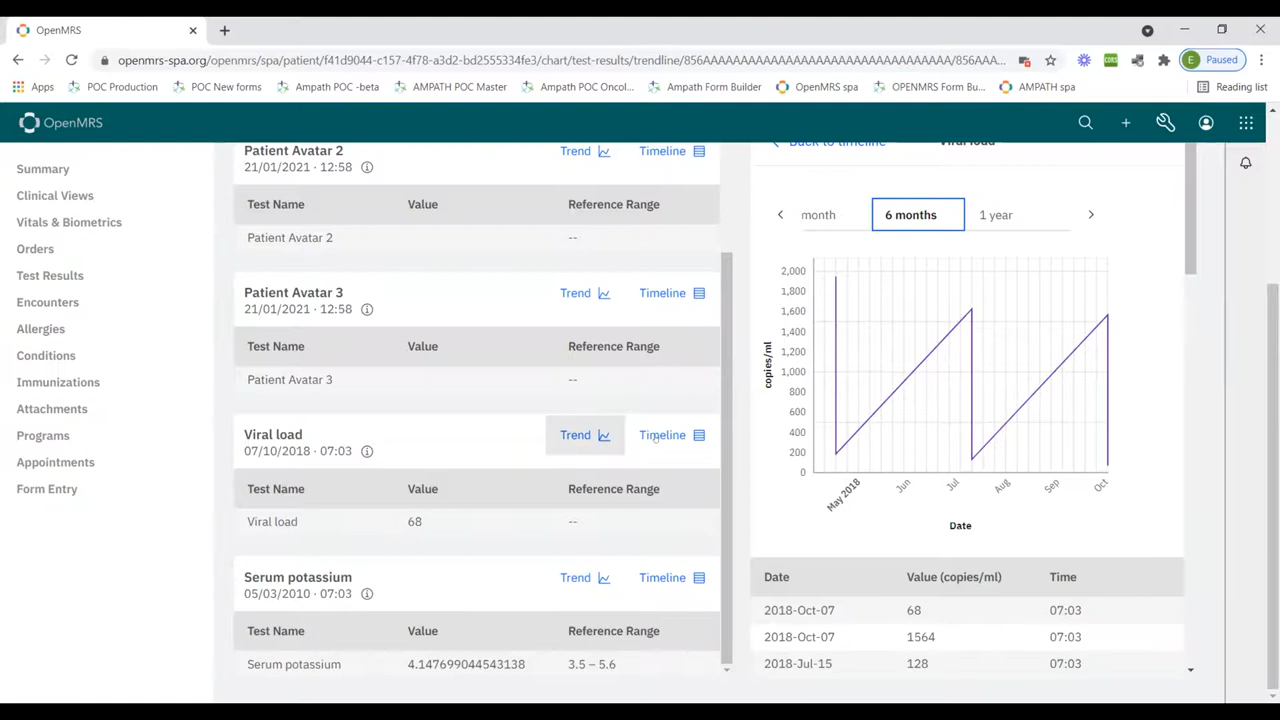 OpenMRS
openmrs-spa.org/openmrs/spa/patient/f41d9044-c157-4f78-a3d2-bd2555734fe3/chart/test-results/trendline/856AAAAAAAAAAAAAAAAAAAAAAAAAAAAAAAAA/856AAA...
Paused
Apps POC Production POC New forms Ampath POC -beta AMPATH POC Master Ampath POC Oncol... Ampath Form Builder OpenMRS spa OPENMRS Form Bu... AMPATH spa Reading list
OpenMRS
Summary
Clinical Views
Vitals & Biometrics
Orders
Test Results
Encounters
Allergies
Conditions
Immunizations
Attachments
Programs
Appointments
Form Entry
Patient Avatar 2 Trend Timeline
21/01/2021 · 12:58
Test Name Value Reference Range
Patient Avatar 2 --
Patient Avatar 3 Trend Timeline
21/01/2021 · 12:58
Test Name Value Reference Range
Patient Avatar 3 --
Viral load Trend Timeline
07/10/2018 · 07:03
Test Name Value Reference Range
Viral load 68 --
Serum potassium Trend Timeline
05/03/2010 · 07:03
Test Name Value Reference Range
Serum potassium 4.147699044543138 3.5 – 5.6
Back to timeline Viral load
month 6 months 1 year
2,000
1,800
1,600
1,400
1,200
1,000
800
600
400
200
0
copies/ml
May 2018 Jun Jul Aug Sep Oct
Date
Date Value (copies/ml) Time
2018-Oct-07 68 07:03
2018-Oct-07 1564 07:03
2018-Jul-15 128 07:03